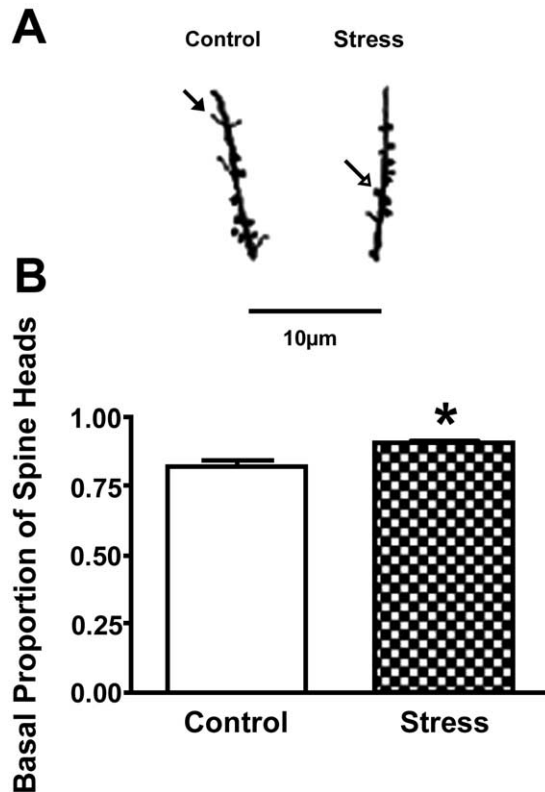 A
Control Stress
10µm
B
Basal Proportion of Spine Heads
1.00
0.75
0.50
0.25
0.00
*
Control Stress